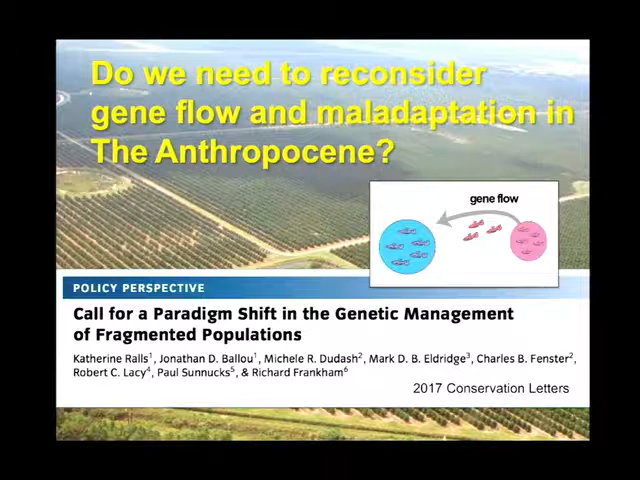 Do we need to reconsider
gene flow and maladaptation in
The Anthropocene?
gene flow
POLICY PERSPECTIVE
Call for a Paradigm Shift in the Genetic Management
of Fragmented Populations
Katherine Ralls¹, Jonathan D. Ballou¹, Michele R. Dudash², Mark D. B. Eldridge³, Charles B. Fenster²,
Robert C. Lacy⁴, Paul Sunnucks⁵, & Richard Frankham⁶
2017 Conservation Letters